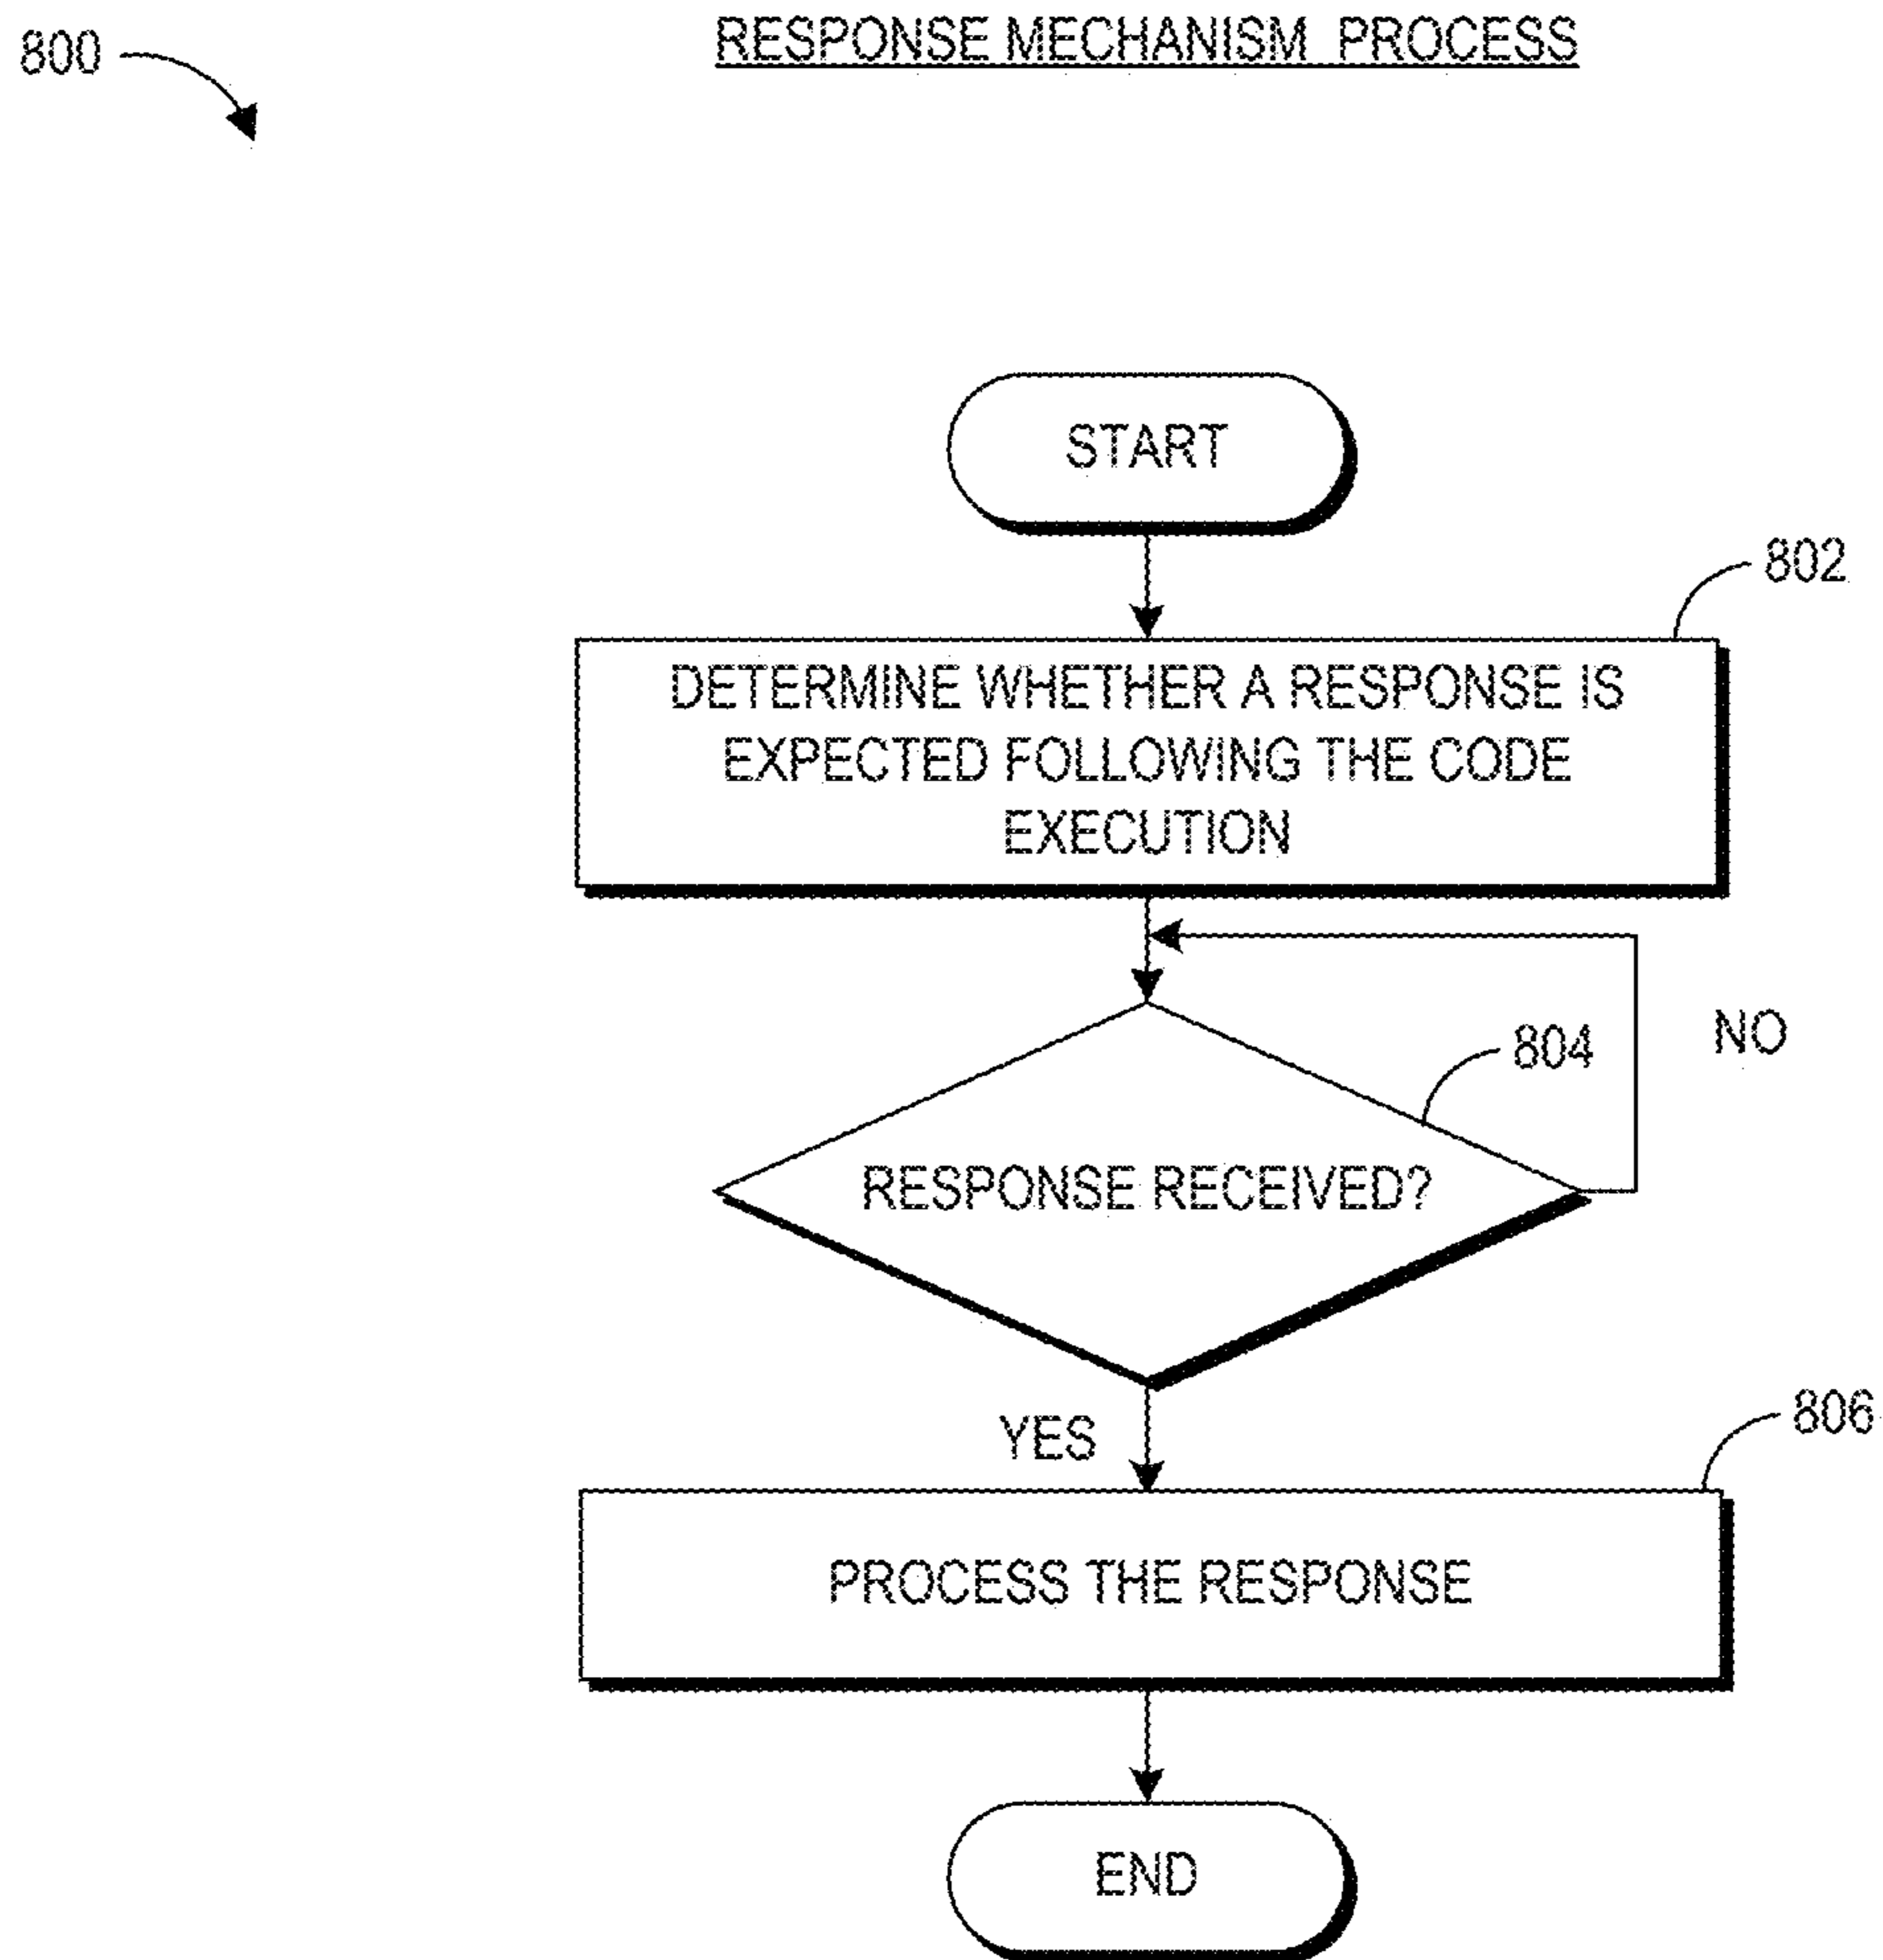 800
RESPONSE MECHANISM PROCESS
START
802
DETERMINE WHETHER A RESPONSE IS
EXPECTED FOLLOWING THE CODE
EXECUTION
NO
804
RESPONSE RECEIVED?
YES
806
PROCESS THE RESPONSE
END